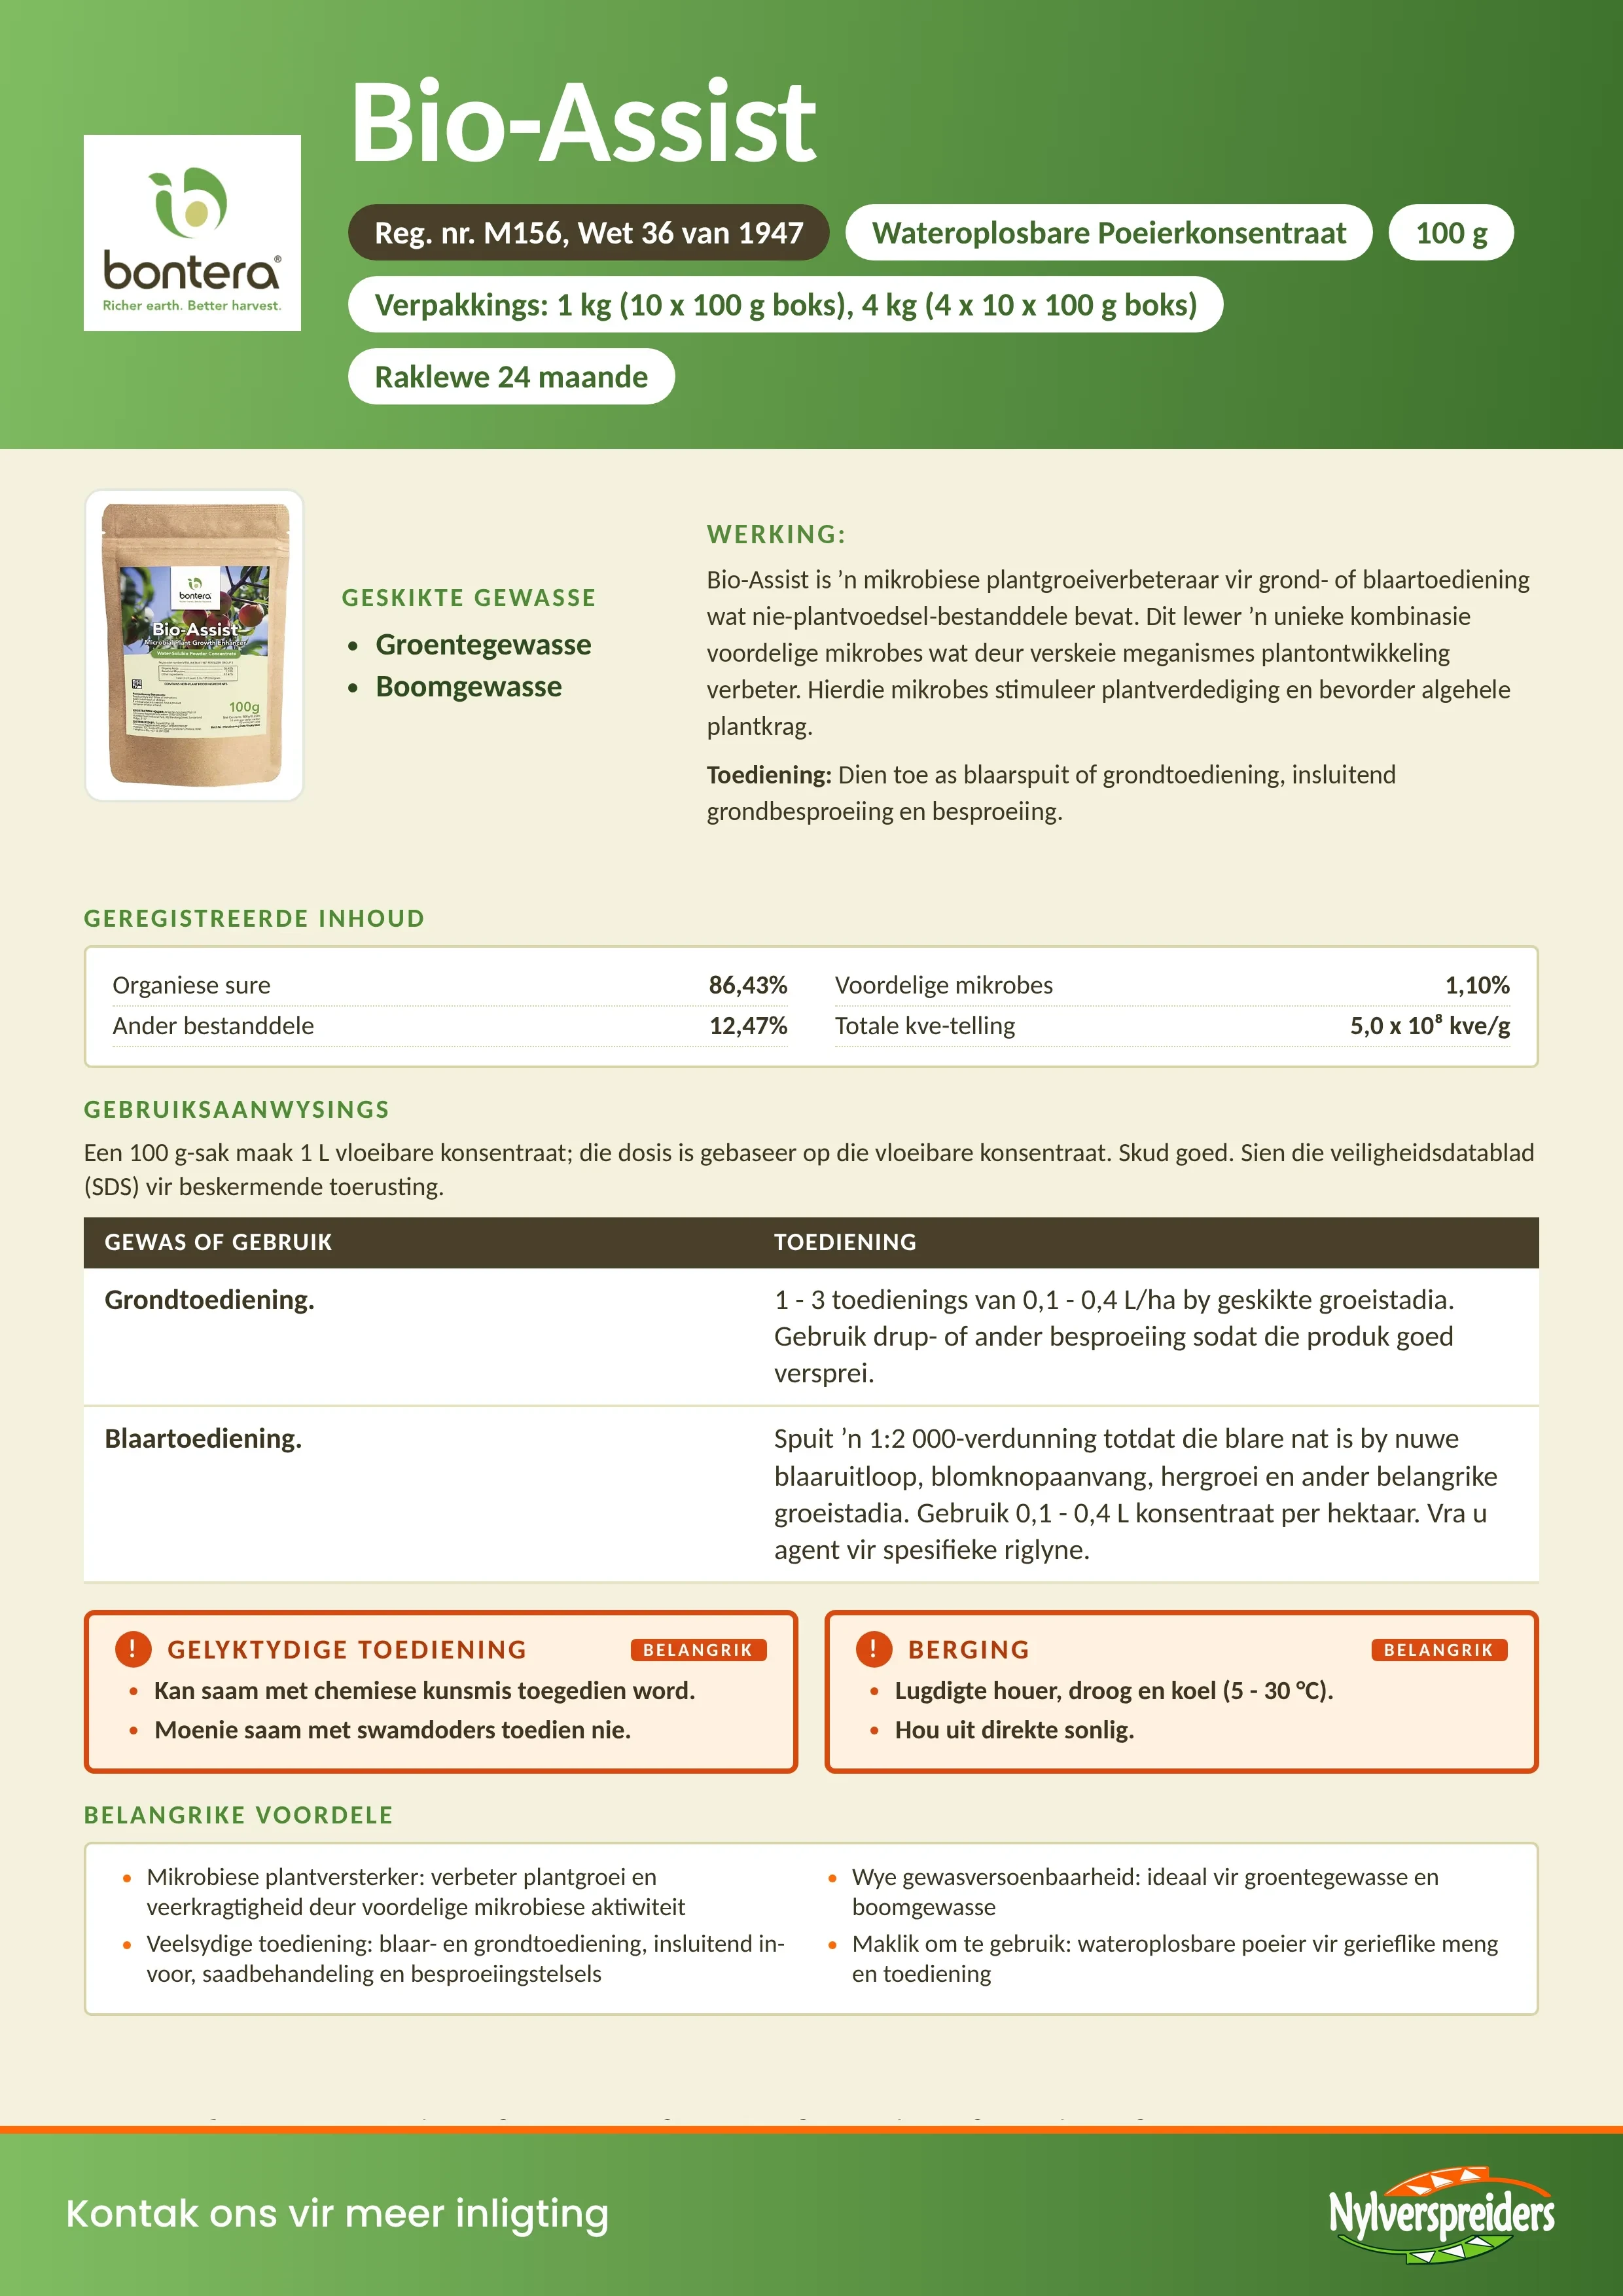 Bio-Assist
bontera®
Richer earth. Better harvest.
Reg. nr. M156, Wet 36 van 1947
Wateroplosbare Poeierkonsentraat
100 g
Verpakkings: 1 kg (10 x 100 g boks), 4 kg (4 x 10 x 100 g boks)
Raklewe 24 maande
bontera
Bio-Assist
Microbial Plant Growth Enhancer
Water Soluble Powder Concentrate
100g
GESKIKTE GEWASSE
• Groentegewasse
• Boomgewasse
WERKING:
Bio-Assist is ’n mikrobiese plantgroeiverbeteraar vir grond- of blaartoediening
wat nie-plantvoedsel-bestanddele bevat. Dit lewer ’n unieke kombinasie
voordelige mikrobes wat deur verskeie meganismes plantontwikkeling
verbeter. Hierdie mikrobes stimuleer plantverdediging en bevorder algehele
plantkrag.
Toediening: Dien toe as blaarspuit of grondtoediening, insluitend
grondbesproeiing en besproeiing.
GEREGISTREERDE INHOUD
Organiese sure 86,43%
Voordelige mikrobes 1,10%
Ander bestanddele 12,47%
Totale kve-telling 5,0 x 10⁸ kve/g
GEBRUIKSAANWYSINGS
Een 100 g-sak maak 1 L vloeibare konsentraat; die dosis is gebaseer op die vloeibare konsentraat. Skud goed. Sien die veiligheidsdatablad
(SDS) vir beskermende toerusting.
GEWAS OF GEBRUIK TOEDIENING
Grondtoediening.
1 - 3 toedienings van 0,1 - 0,4 L/ha by geskikte groeistadia.
Gebruik drup- of ander besproeiing sodat die produk goed
versprei.
Blaartoediening.
Spuit ’n 1:2 000-verdunning totdat die blare nat is by nuwe
blaaruitloop, blomknopaanvang, hergroei en ander belangrike
groeistadia. Gebruik 0,1 - 0,4 L konsentraat per hektaar. Vra u
agent vir spesifieke riglyne.
! GELYKTYDIGE TOEDIENING BELANGRIK
• Kan saam met chemiese kunsmis toegedien word.
• Moenie saam met swamdoders toedien nie.
! BERGING BELANGRIK
• Lugdigte houer, droog en koel (5 - 30 °C).
• Hou uit direkte sonlig.
BELANGRIKE VOORDELE
• Mikrobiese plantversterker: verbeter plantgroei en
veerkragtigheid deur voordelige mikrobiese aktiwiteit
• Veelsydige toediening: blaar- en grondtoediening, insluitend in-
voor, saadbehandeling en besproeiingstelsels
• Wye gewasversoenbaarheid: ideaal vir groentegewasse en
boomgewasse
• Maklik om te gebruik: wateroplosbare poeier vir gerieflike meng
en toediening
Kontak ons vir meer inligting
Nylverspreiders